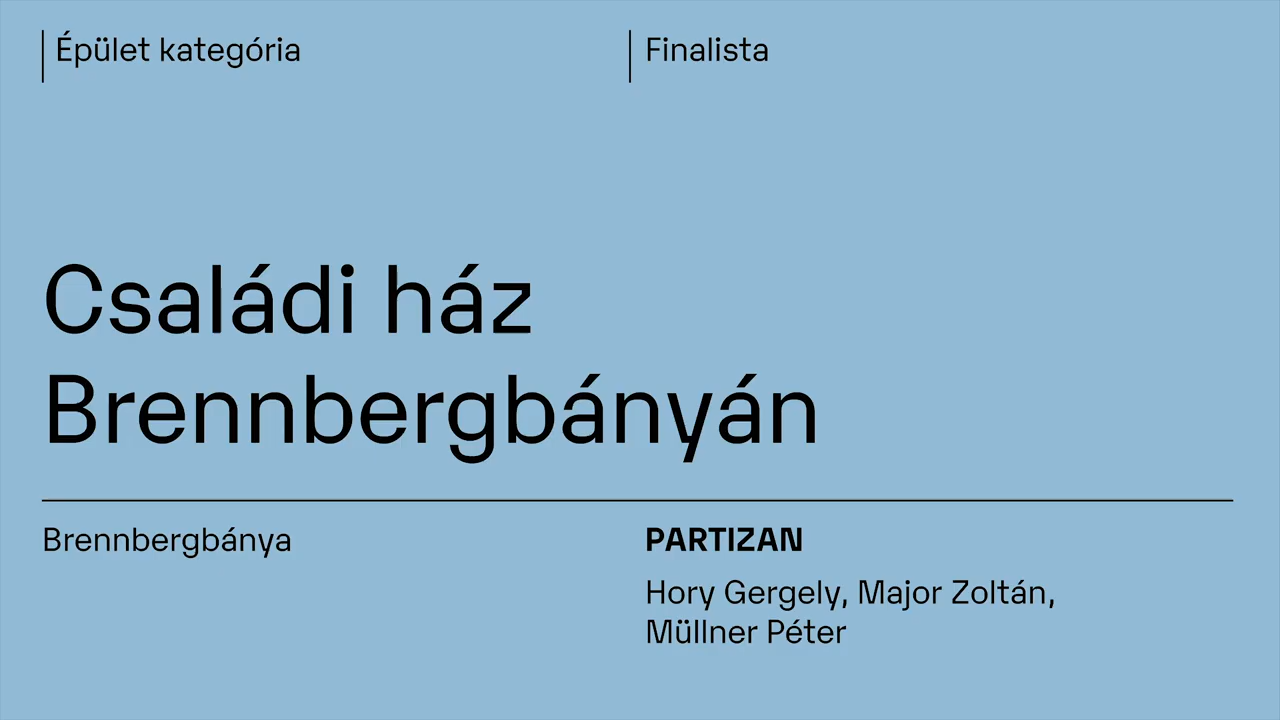 Épület kategória
Finalista
Családi ház
Brennbergbányán
Brennbergbánya
PARTIZAN
Hory Gergely, Major Zoltán,
Müllner Péter